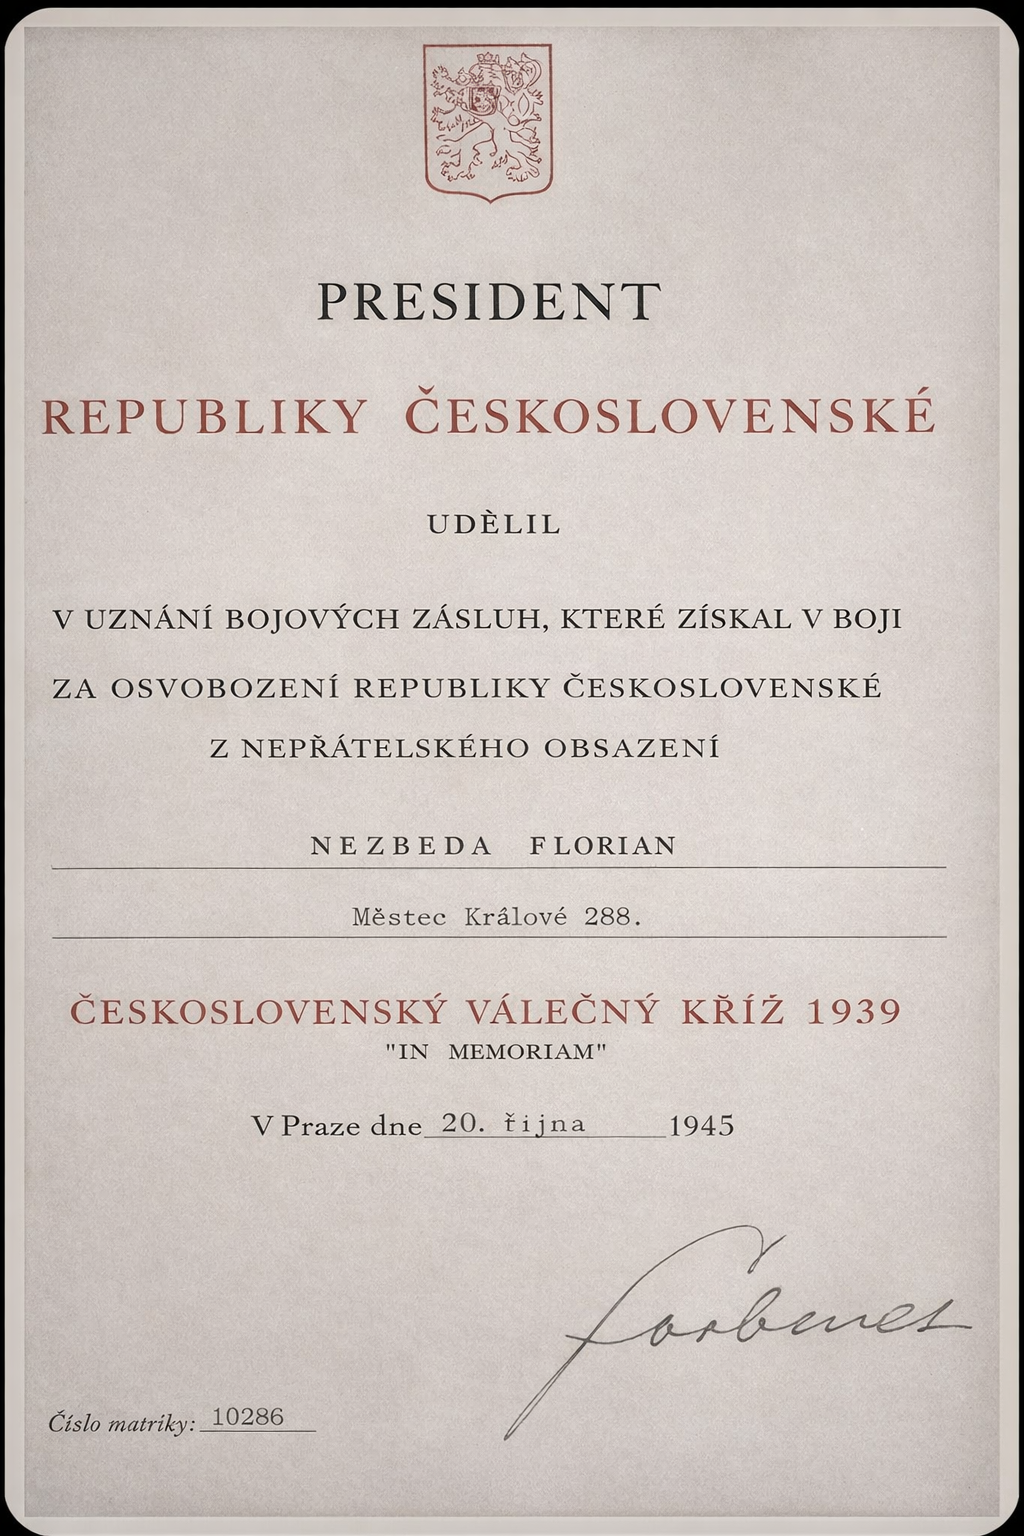 PRESIDENT
REPUBLIKY ČESKOSLOVENSKÉ
UDÈLIL
V UZNÁNÍ BOJOVÝCH ZÁSLUH, KTERÉ ZÍSKAL V BOJI
ZA OSVOBOZENÍ REPUBLIKY ČESKOSLOVENSKÉ
Z NEPŘÁTELSKÉHO OBSAZENÍ
NEZBEDA FLORIAN
Městec Králové 288.
ČESKOSLOVENSKÝ VÁLEČNÝ KŘÍŽ 1939
"IN MEMORIAM"
V Praze dne 20. října 1945
Číslo matriky: 10286